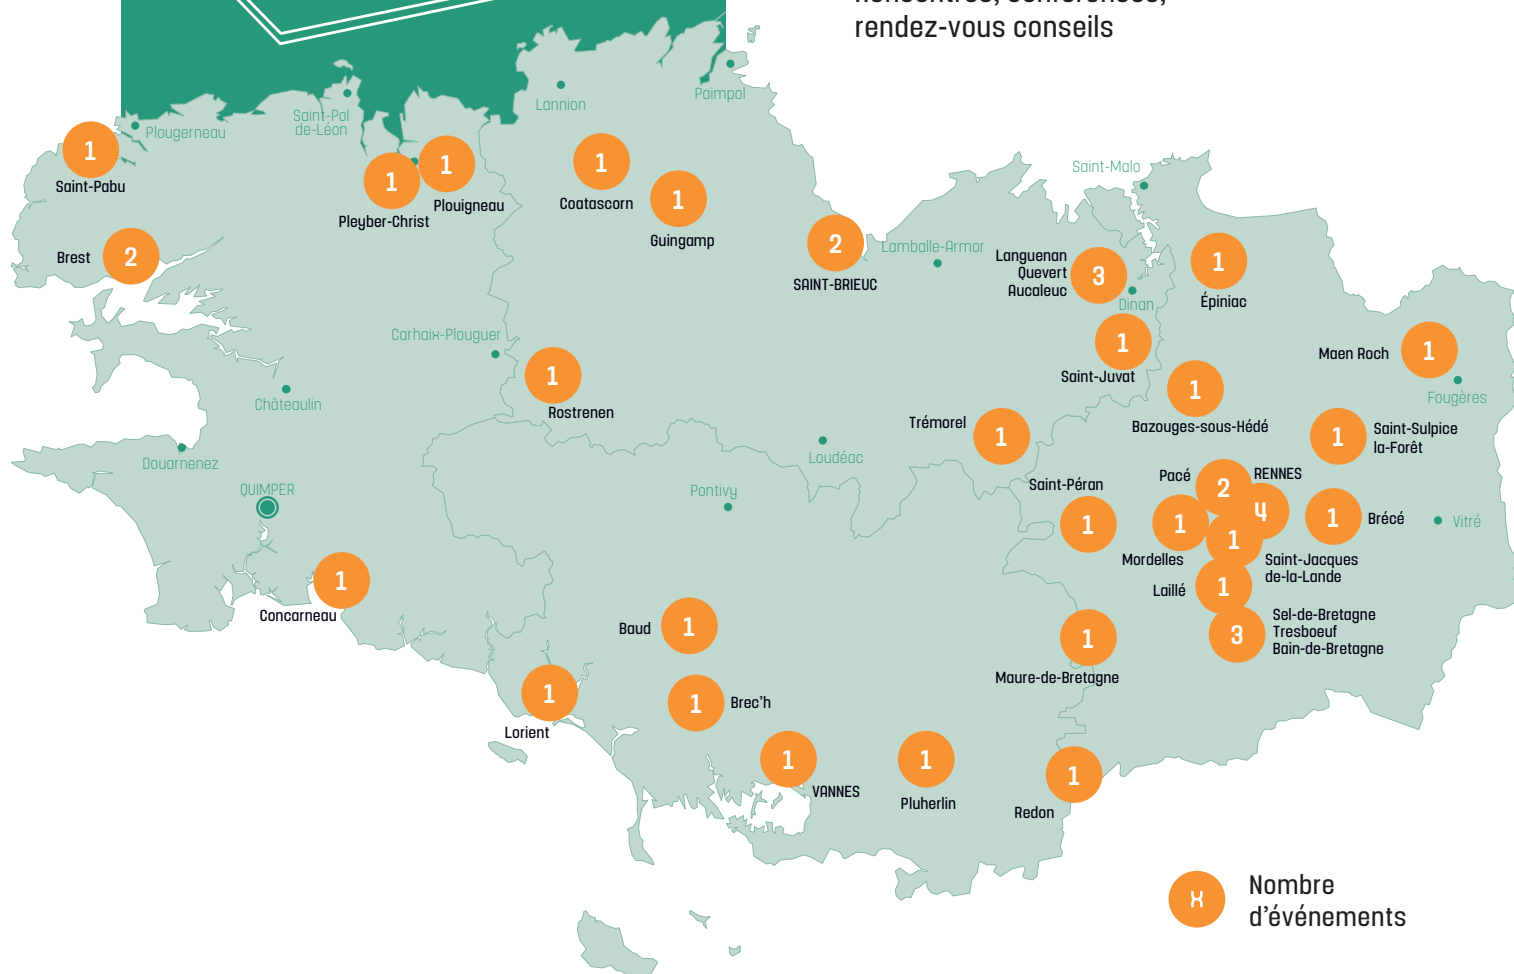 rencontres, conférences,
rendez-vous conseils
Paimpol
Lannion
Saint-Pol
de-Léon
Plougerneau
1
Saint-Pabu
1
Pleyber-Christ
1
Plouigneau
1
Coatascorn
1
Guingamp
Saint-Malo
Brest
2
2
SAINT-BRIEUC
Lamballe-Armor
Languenan
Quevert
Aucaleuc
3
Dinan
1
Épiniac
Carhaix-Plouguer
1
Rostrenen
1
Saint-Juvat
Maen Roch
1
Fougères
Châteaulin
1
Bazouges-sous-Hédé
Trémorel
1
1
Saint-Sulpice
la-Forêt
Douarnenez
Loudéac
QUIMPER
Pontivy
Saint-Péran
1
Pacé
2
RENNES
4
1
Mordelles
1
Saint-Jacques
de-la-Lande
1
Brécé
Vitré
Laillé
1
3
Sel-de-Bretagne
Tresboeuf
Bain-de-Bretagne
1
Concarneau
Baud
1
1
Maure-de-Bretagne
1
Lorient
1
Brec'h
1
VANNES
1
Pluherlin
1
Redon
X
Nombre
d'événements